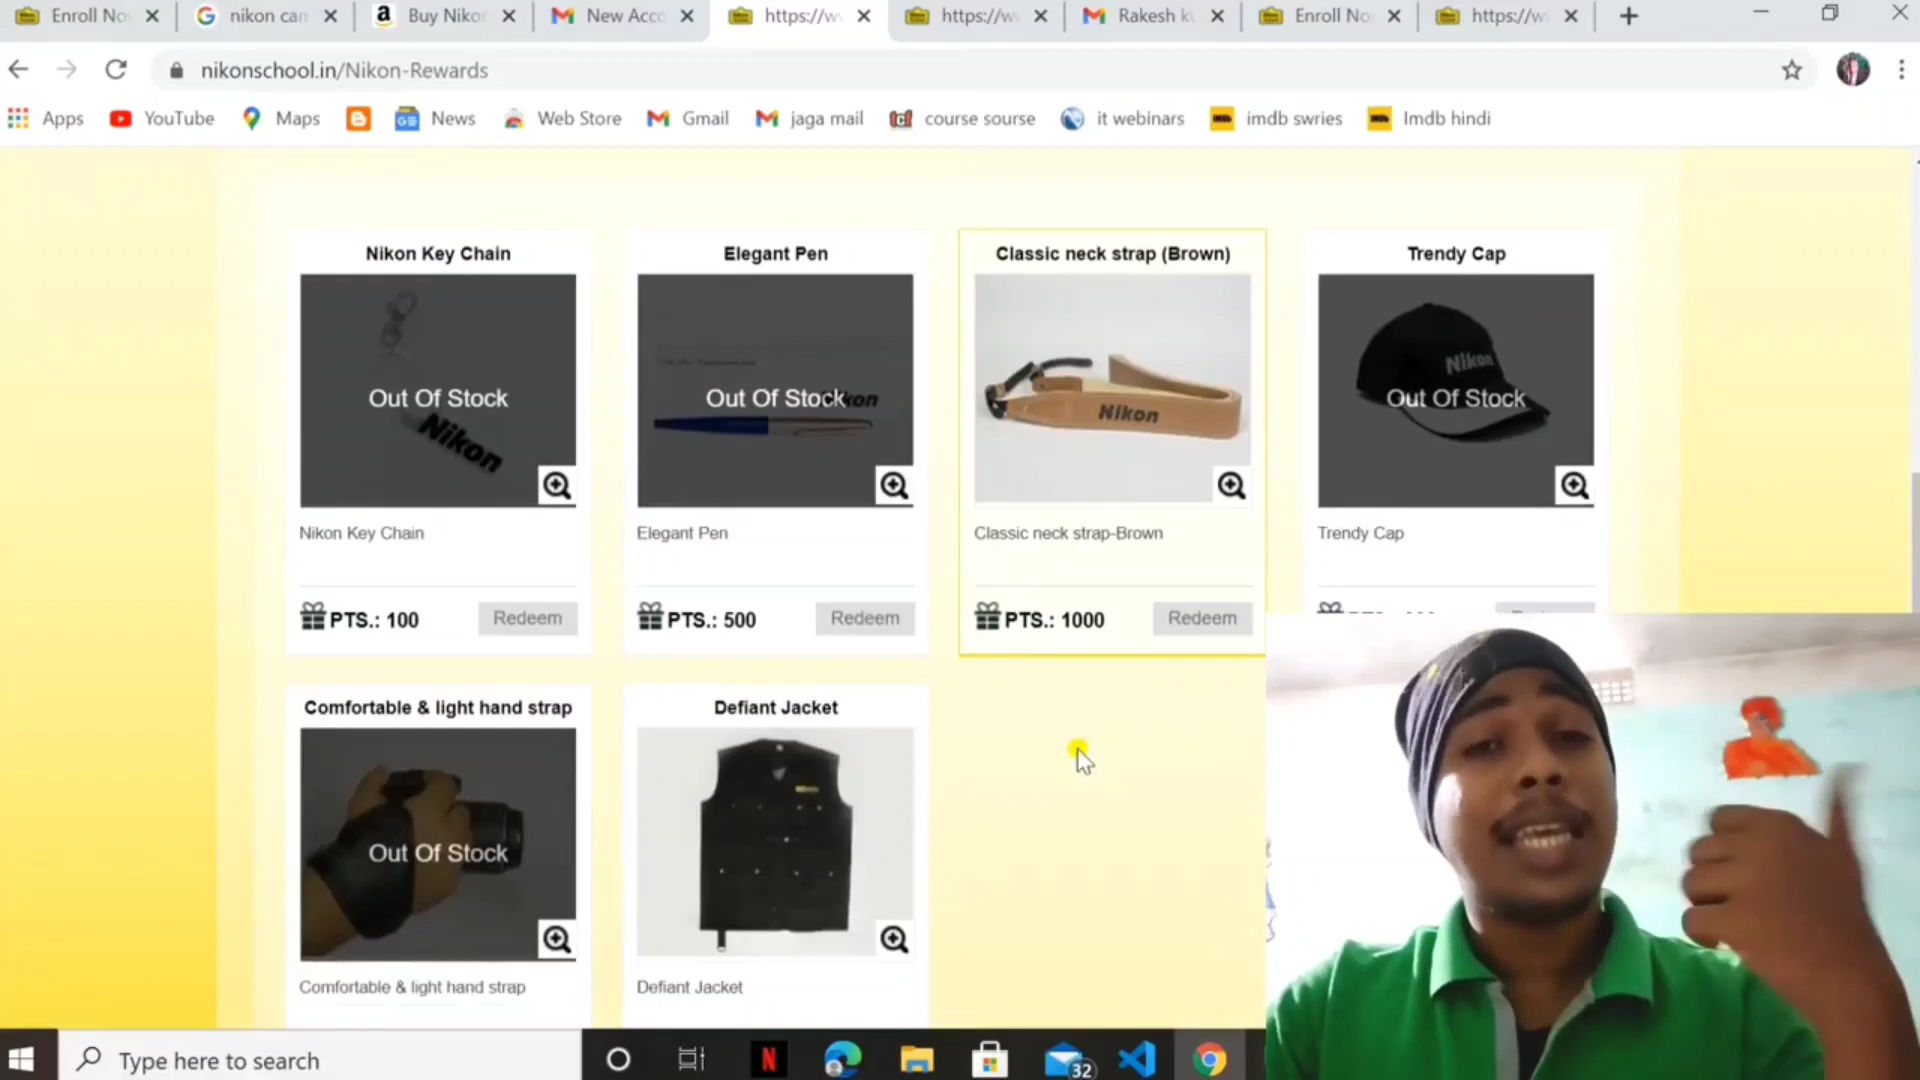 Enroll No
nikon can
Buy Nikon
New Acco
https://w
https://w
Rakesh k
Enroll No
https://w
nikonschool.in/Nikon-Rewards
Apps
YouTube
Maps
News
Web Store
Gmail
jaga mail
course sourse
it webinars
imdb swries
Imdb hindi
Nikon Key Chain
Elegant Pen
Classic neck strap (Brown)
Trendy Cap
Out Of Stock
Nikon
Out Of Stock
Nikon
Out Of Stock
Nikon
Nikon Key Chain
Elegant Pen
Classic neck strap-Brown
Trendy Cap
PTS.: 100
Redeem
PTS.: 500
Redeem
PTS.: 1000
Redeem
Comfortable & light hand strap
Defiant Jacket
Out Of Stock
Comfortable & light hand strap
Defiant Jacket
Type here to search
32